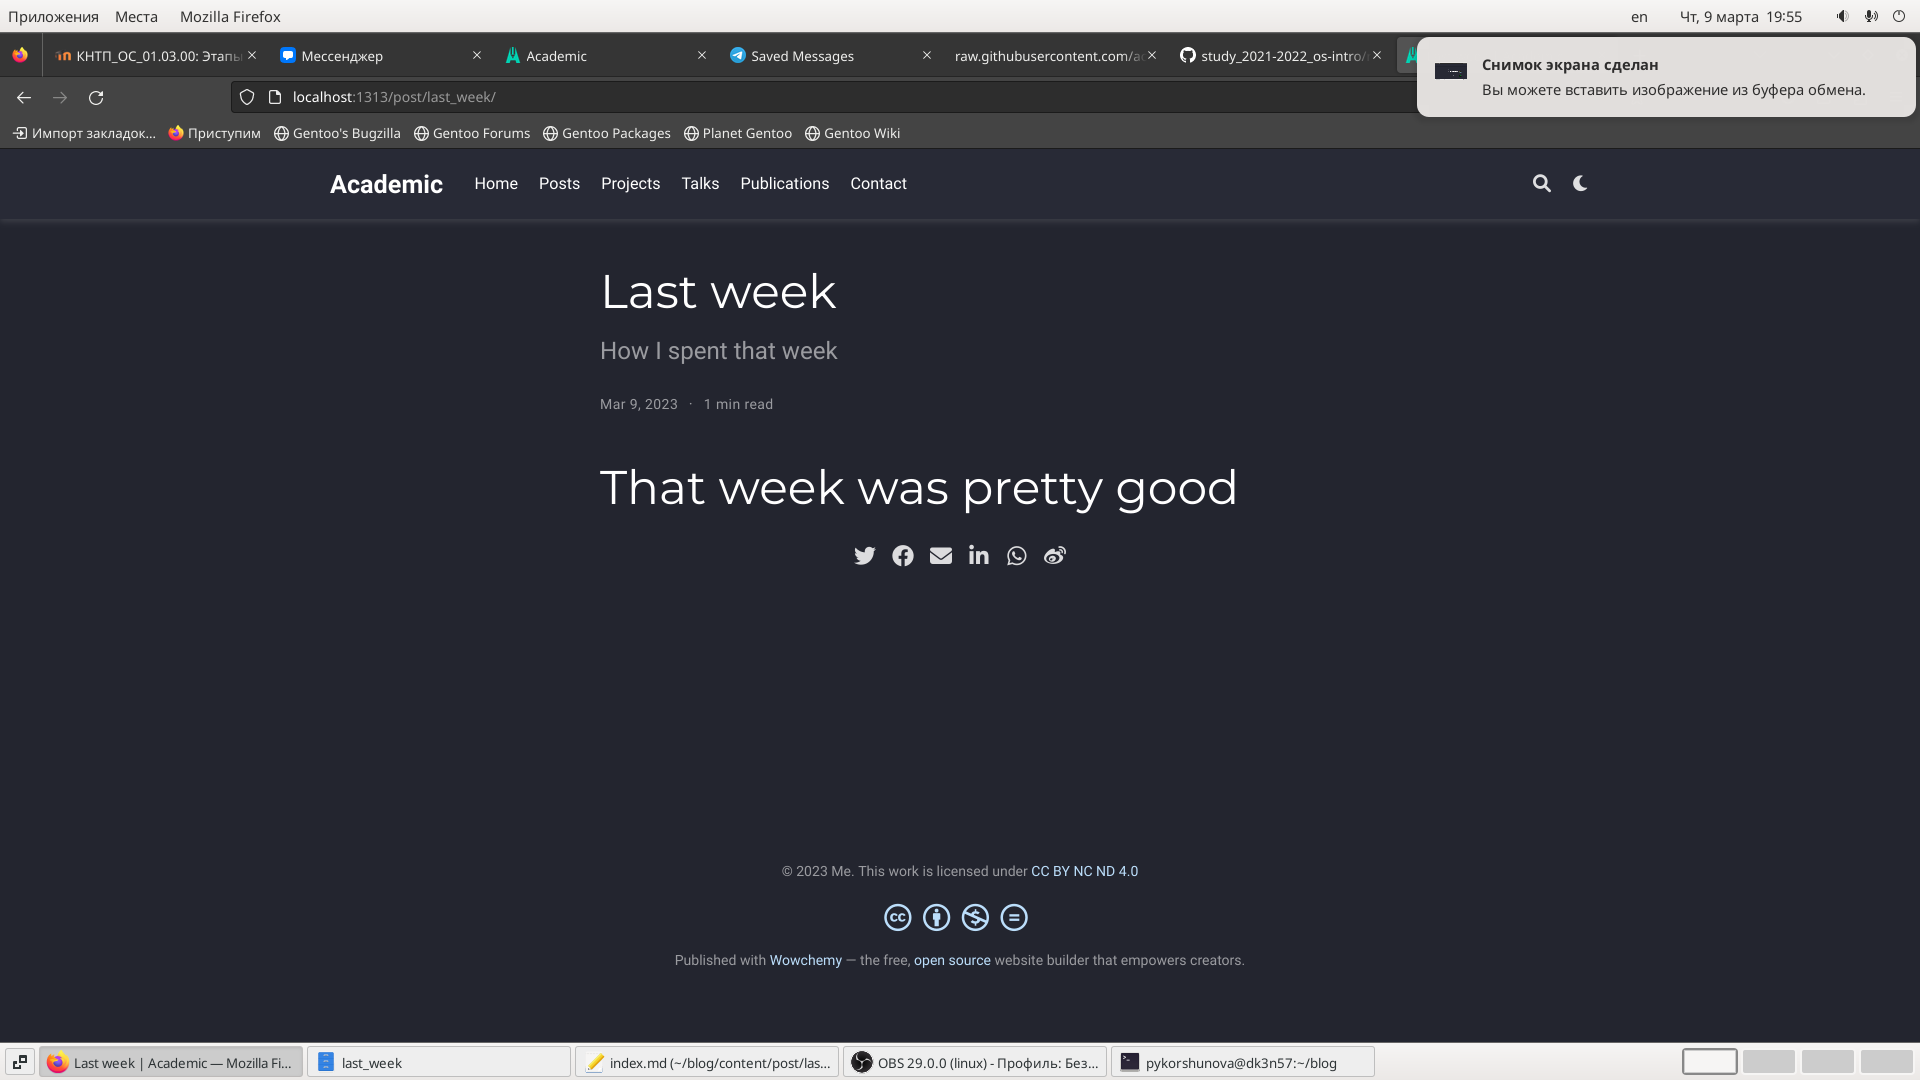 Приложения Места Mozilla Firefox en Чт, 9 марта 19:55
КНТП_ОС_01.03.00: Этапы Мессенджер Academic Saved Messages raw.githubusercontent.com/ac study_2021-2022_os-intro/
Снимок экрана сделан
Вы можете вставить изображение из буфера обмена.
localhost:1313/post/last_week/
Импорт закладок... Приступим Gentoo's Bugzilla Gentoo Forums Gentoo Packages Planet Gentoo Gentoo Wiki
Academic Home Posts Projects Talks Publications Contact
Last week
How I spent that week
Mar 9, 2023 · 1 min read
That week was pretty good
© 2023 Me. This work is licensed under CC BY NC ND 4.0
Published with Wowchemy — the free, open source website builder that empowers creators.
Last week | Academic — Mozilla Fi... last_week index.md (~/blog/content/post/las... OBS 29.0.0 (linux) - Профиль: Без... pykorshunova@dk3n57:~/blog